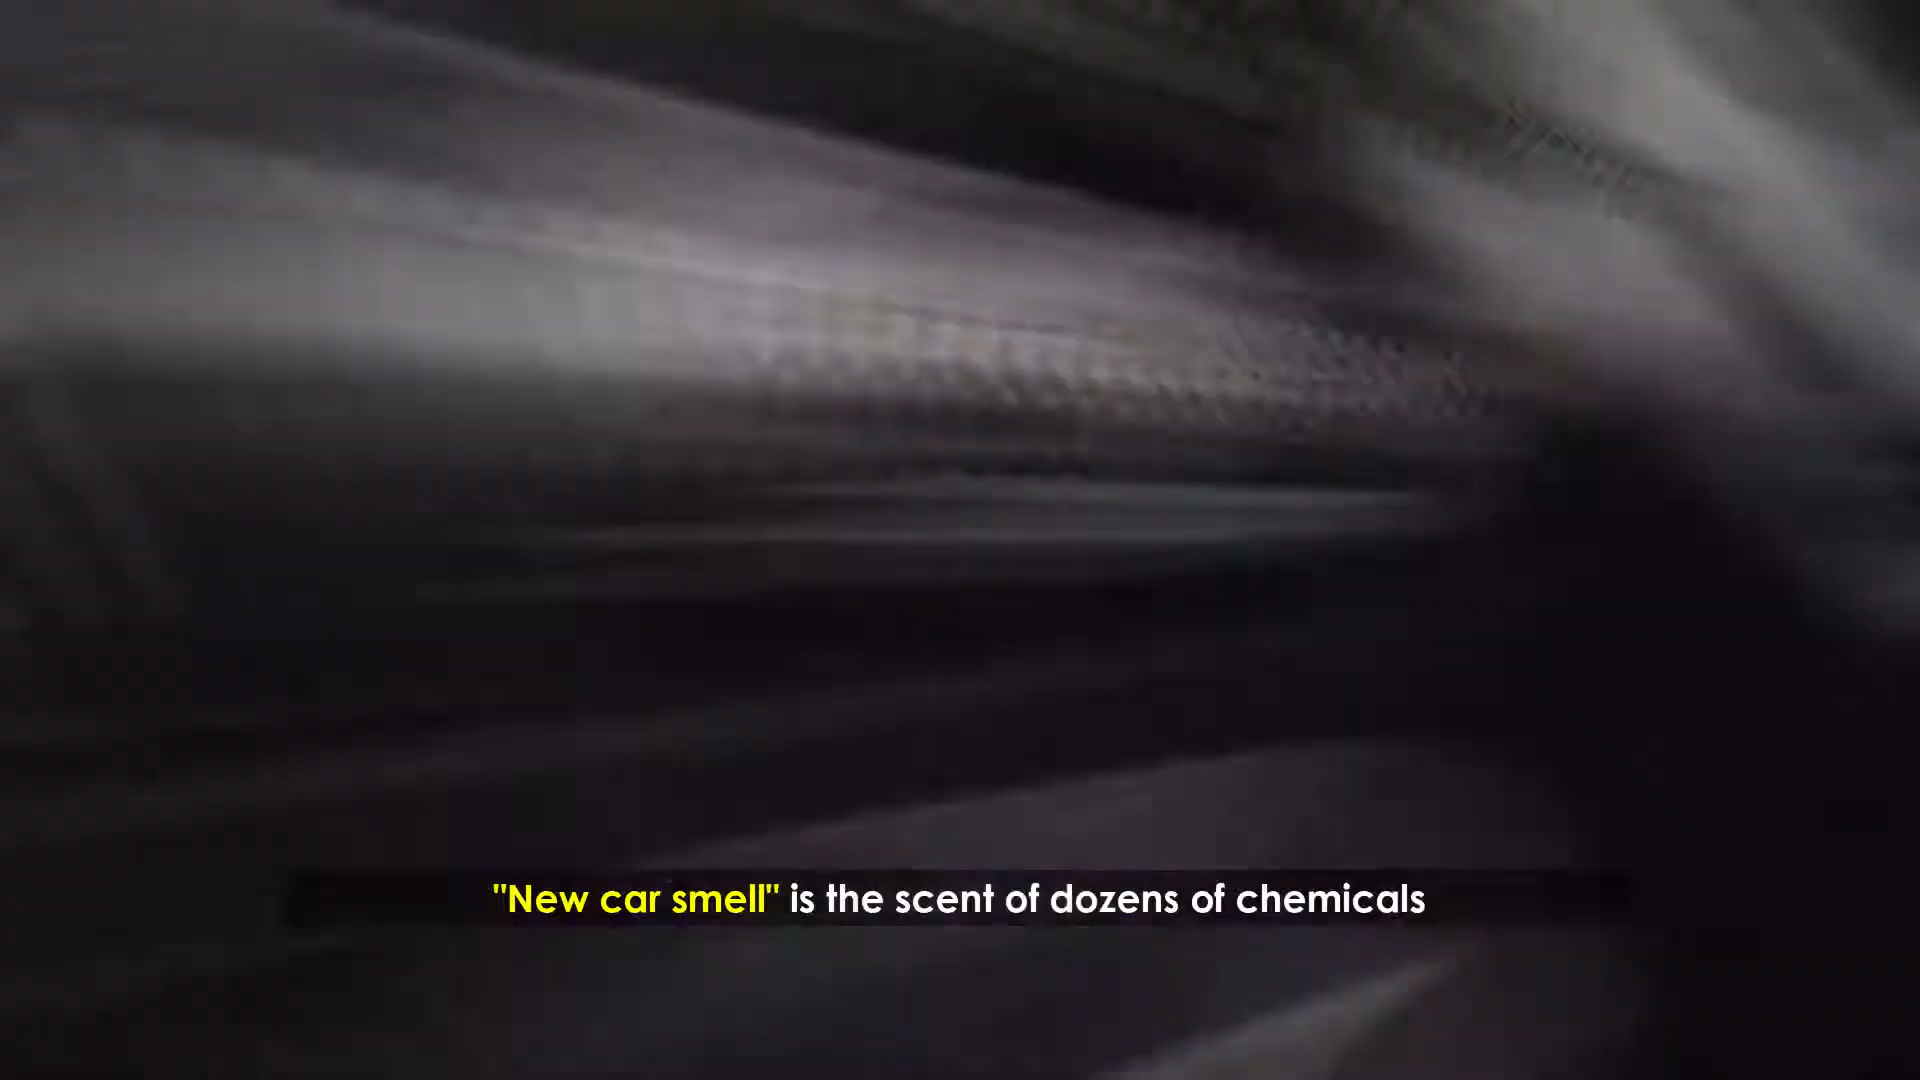 "New car smell" is the scent of dozens of chemicals